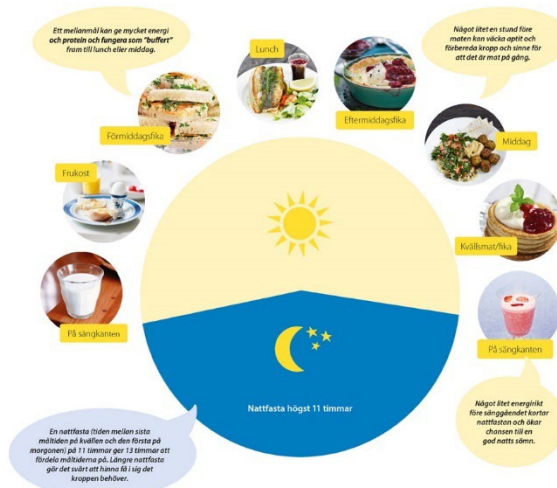 Ett mellanmål kan ge mycket energi
och protein och fungera som "buffert"
fram till lunch eller middag.
Något litet en stund före
maten kan väcka aptit och
förbereda kropp och sinne för
att det är mat på gång.
Lunch
Förmiddagsfika
Eftermiddagsfika
Middag
Frukost
Kvällsmat/fika
På sängkanten
På sängkanten
Nattfasta högst 11 timmar
Något litet energirikt
före sänggåendet kortar
nattfastan och ökar
chansen till en
god natts sömn.
En nattfasta (tiden mellan sista
måltiden på kvällen och den första på
morgonen) på 11 timmar ger 13 timmar att
fördela måltiderna på. Längre nattfasta
gör det svårt att hinna få i sig det
kroppen behöver.